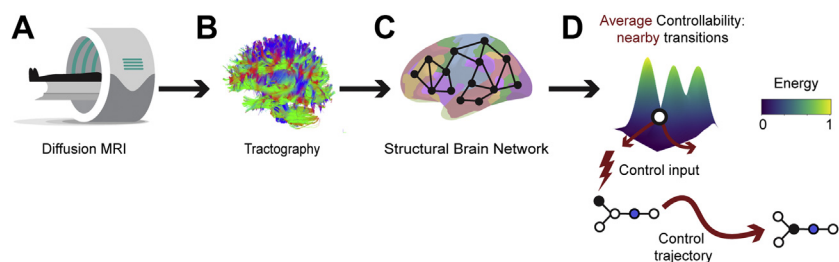 A
B
C
D
Average Controllability:
nearby transitions
Energy
0
1
Diffusion MRI
Tractography
Structural Brain Network
Control input
Control
trajectory